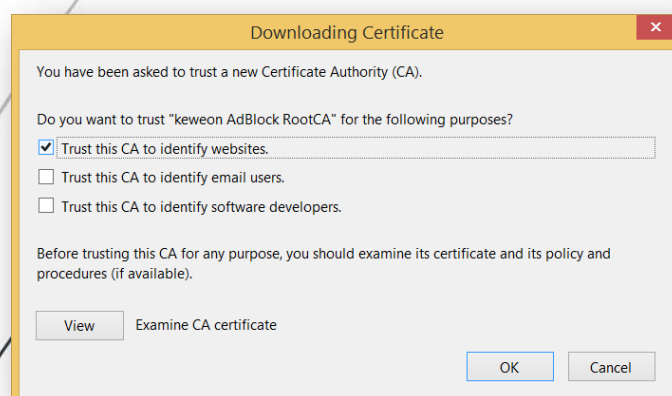 Downloading Certificate
You have been asked to trust a new Certificate Authority (CA).
Do you want to trust "keweon AdBlock RootCA" for the following purposes?
Trust this CA to identify websites.
Trust this CA to identify email users.
Trust this CA to identify software developers.
Before trusting this CA for any purpose, you should examine its certificate and its policy and
procedures (if available).
View Examine CA certificate
OK Cancel